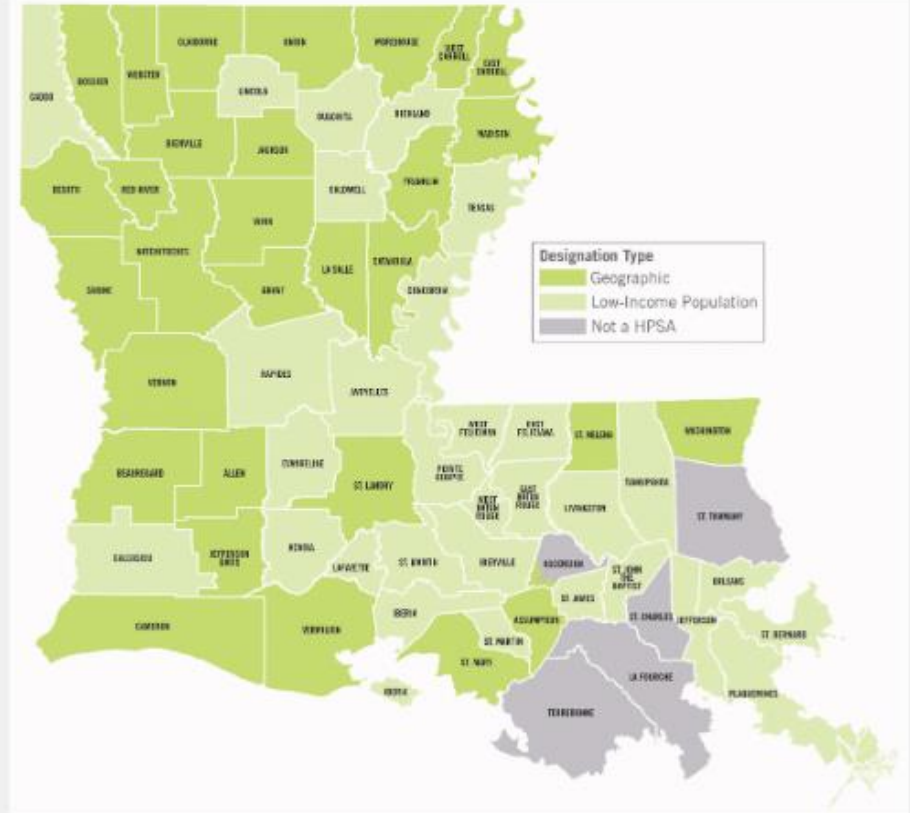 CLAIBORNE
UNION
MOREHOUSE
WEST
CARROLL
EAST
CARROLL
CADDO
BOSSIER
WEBSTER
LINCOLN
OUACHITA
RICHLAND
MADISON
BIENVILLE
JACKSON
DESOTO
RED RIVER
CALDWELL
FRANKLIN
TENSAS
WINN
NATCHITOCHES
LA SALLE
CATAHOULA
SABINE
GRANT
CONCORDIA
Designation Type
Geographic
Low-Income Population
Not a HPSA
VERNON
RAPIDES
AVOYELLES
WEST
FELICIANA
EAST
FELICIANA
ST. HELENA
WASHINGTON
BEAUREGARD
ALLEN
EVANGELINE
ST. LANDRY
POINTE
COUPEE
WEST
BATON
ROUGE
EAST
BATON
ROUGE
LIVINGSTON
TANGIPAHOA
ST. TAMMANY
CALCASIEU
JEFFERSON
DAVIS
ACADIA
LAFAYETTE
ST. MARTIN
IBERVILLE
ASCENSION
ST. JOHN
THE
BAPTIST
ST. JAMES
ORLEANS
CAMERON
VERMILION
IBERIA
ASSUMPTION
ST. CHARLES
JEFFERSON
ST. BERNARD
ST. MARTIN
ST. MARY
LA FOURCHE
IBERIA
PLAQUEMINES
TERREBONNE